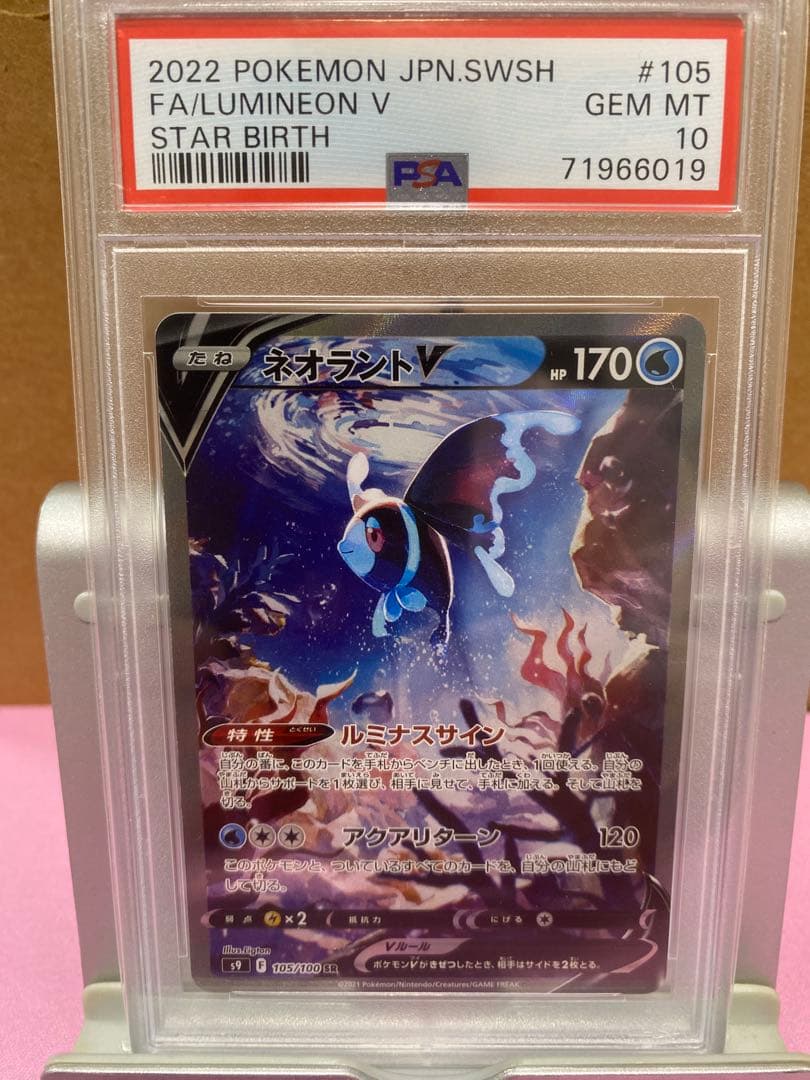 2022 POKEMON JPN.SWSH #105
FA/LUMINEON V GEM MT
STAR BIRTH 10
PSA 71966019
たね ネオラントV HP 170
特性 とくせい ルミナスサイン
自分の番に、このカードを手札からベンチに出したとき、1回使える。自分の
山札からサポートを1枚選び、相手に見せて、手札に加える。そして山札を
切る。
アクアリターン 120
このポケモンと、ついているすべてのカードを、自分の山札にもど
して切る。
弱点 ×2 抵抗力 にげる
Illus.Eigton Vルール
s9 F 105/100 SR ポケモンVがきぜつしたとき、相手はサイドを2枚とる。
©2021 Pokémon/Nintendo/Creatures/GAME FREAK